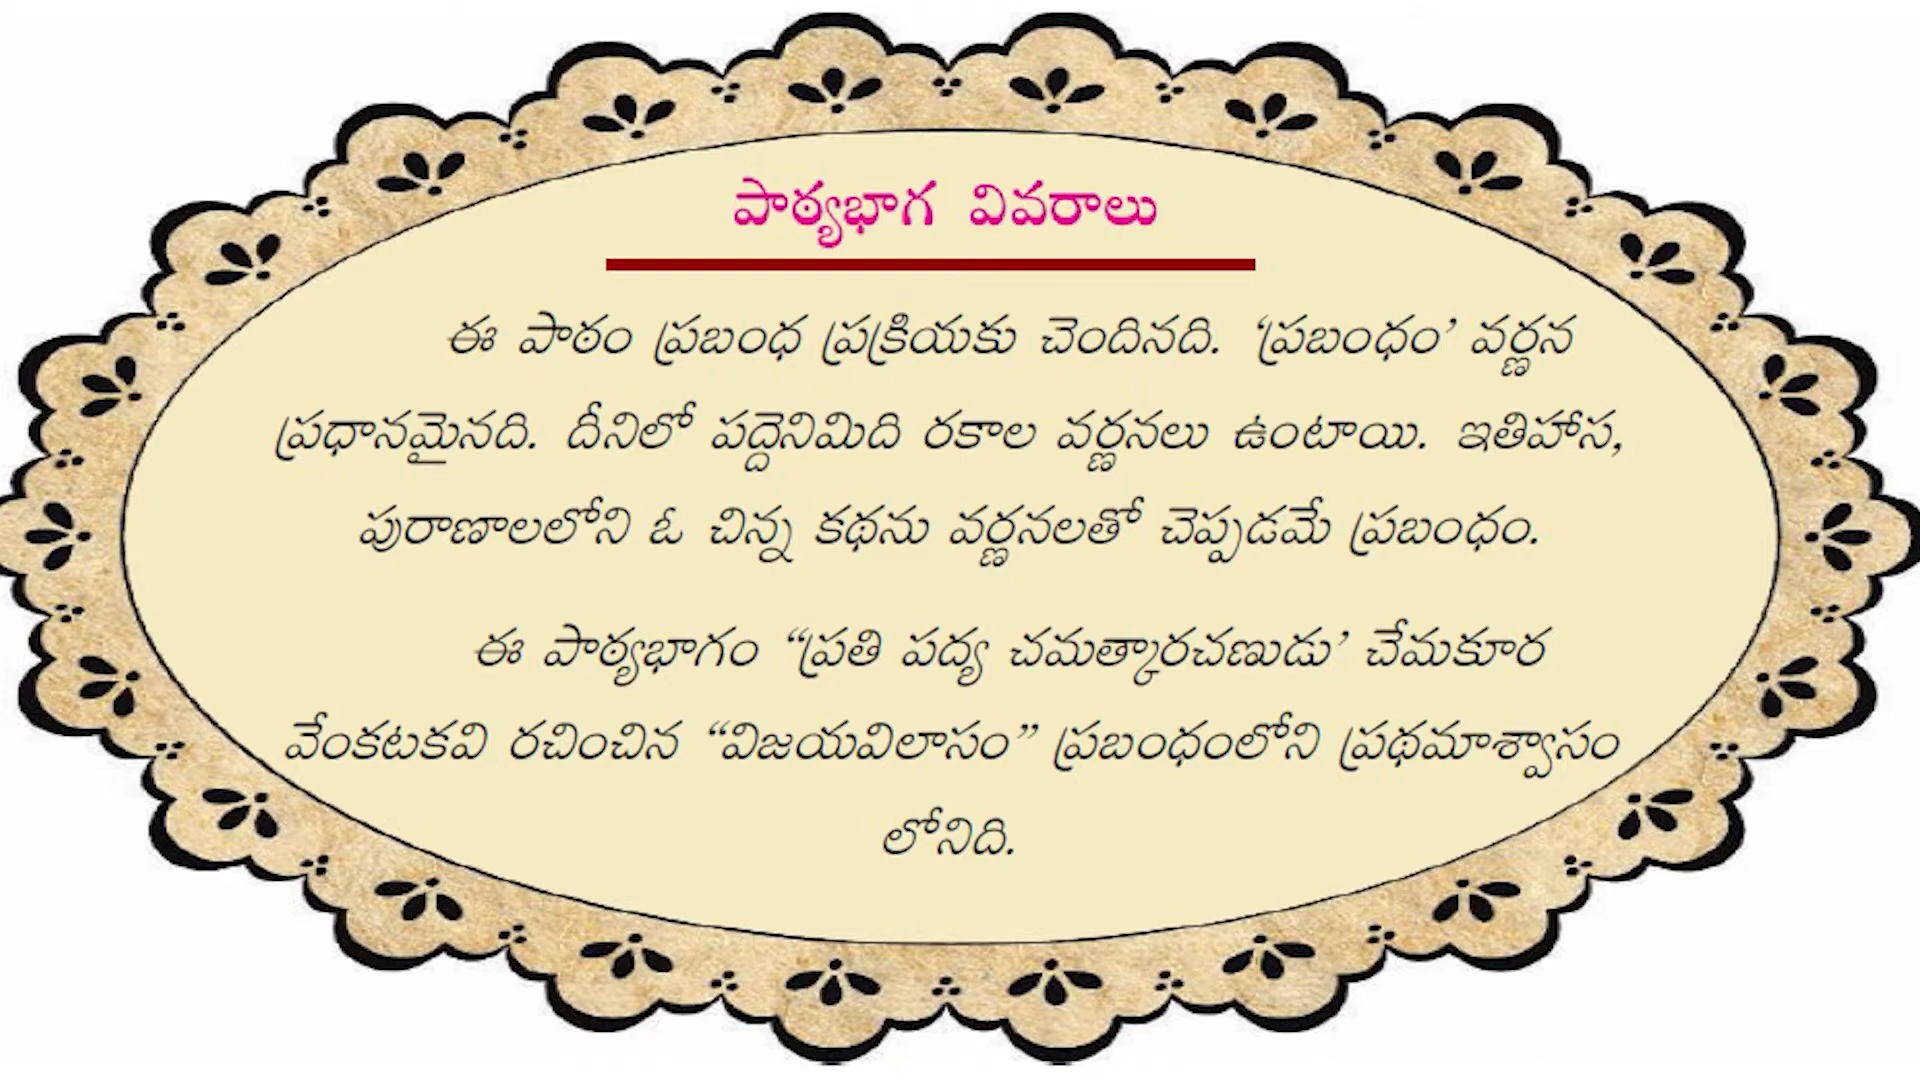 పాఠ్యభాగ వివరాలు
ఈ పాఠం ప్రబంధ ప్రక్రియకు చెందినది. ‘ప్రబంధం’ వర్ణన
ప్రధానమైనది. దీనిలో పద్దెనిమిది రకాల వర్ణనలు ఉంటాయి. ఇతిహాస,
పురాణాలలోని ఓ చిన్న కథను వర్ణనలతో చెప్పడమే ప్రబంధం.
ఈ పాఠ్యభాగం “ప్రతి పద్య చమత్కారచణుడు’ చేమకూర
వేంకటకవి రచించిన “విజయవిలాసం” ప్రబంధంలోని ప్రథమాశ్వాసం
లోనిది.